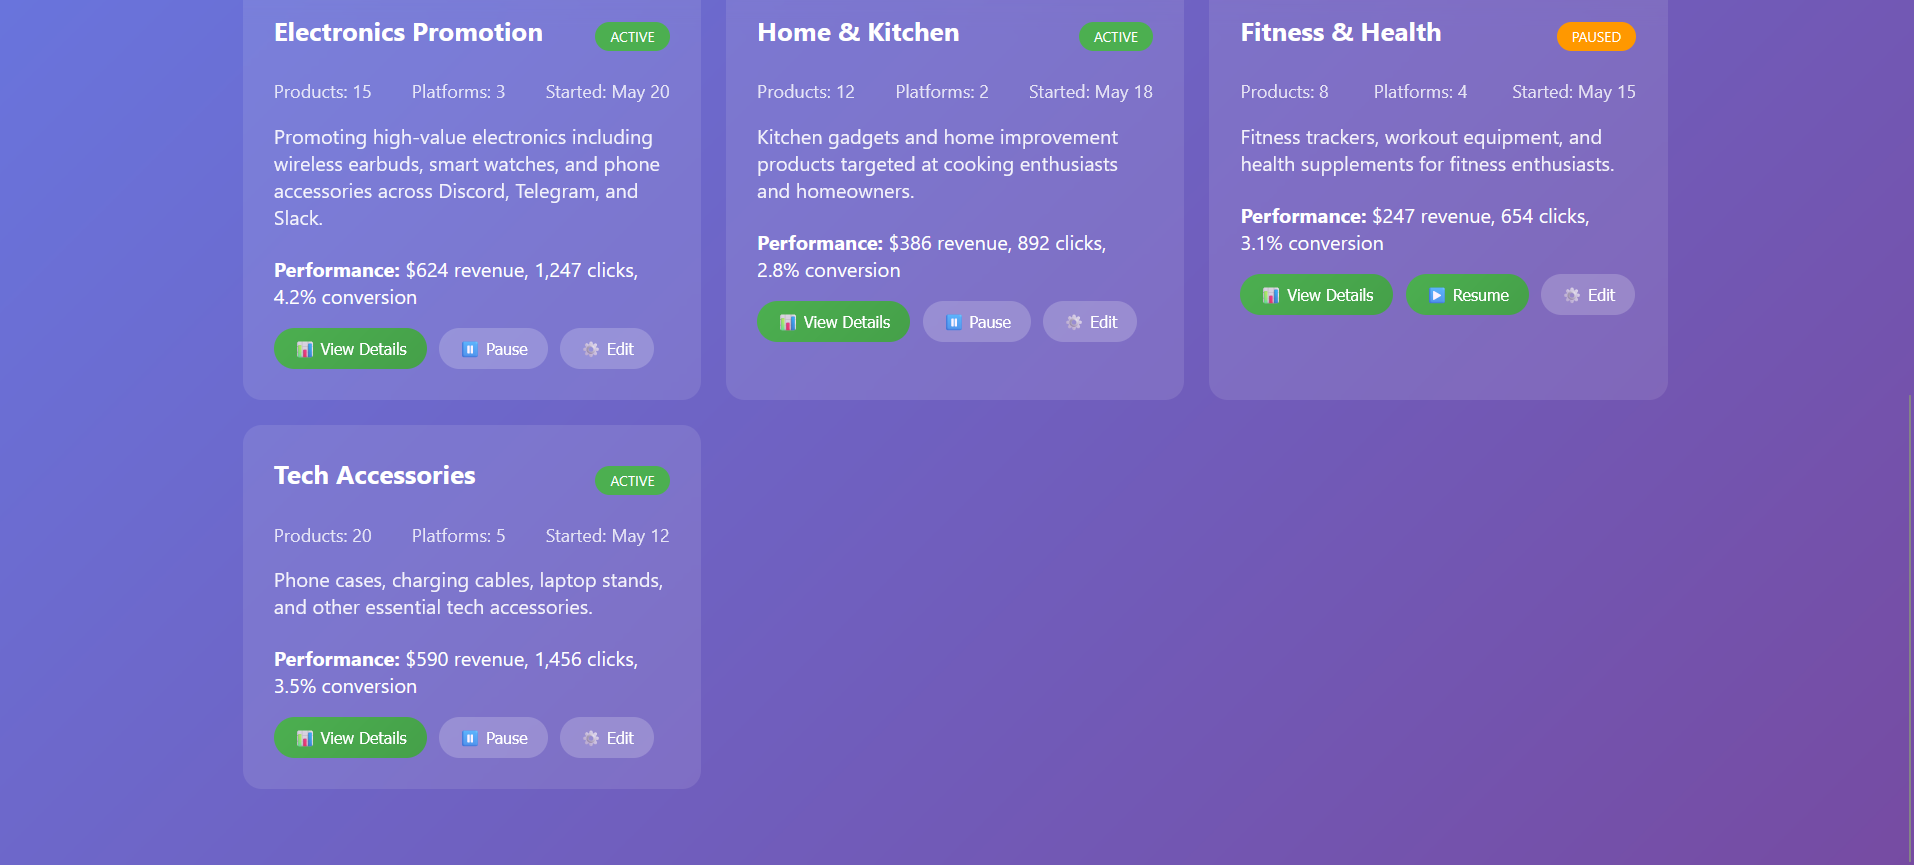 Electronics Promotion
ACTIVE
Products: 15
Platforms: 3
Started: May 20
Promoting high-value electronics including
wireless earbuds, smart watches, and phone
accessories across Discord, Telegram, and
Slack.
Performance: $624 revenue, 1,247 clicks,
4.2% conversion
View Details
Pause
Edit
Home & Kitchen
ACTIVE
Products: 12
Platforms: 2
Started: May 18
Kitchen gadgets and home improvement
products targeted at cooking enthusiasts
and homeowners.
Performance: $386 revenue, 892 clicks,
2.8% conversion
View Details
Pause
Edit
Fitness & Health
PAUSED
Products: 8
Platforms: 4
Started: May 15
Fitness trackers, workout equipment, and
health supplements for fitness enthusiasts.
Performance: $247 revenue, 654 clicks,
3.1% conversion
View Details
Resume
Edit
Tech Accessories
ACTIVE
Products: 20
Platforms: 5
Started: May 12
Phone cases, charging cables, laptop stands,
and other essential tech accessories.
Performance: $590 revenue, 1,456 clicks,
3.5% conversion
View Details
Pause
Edit